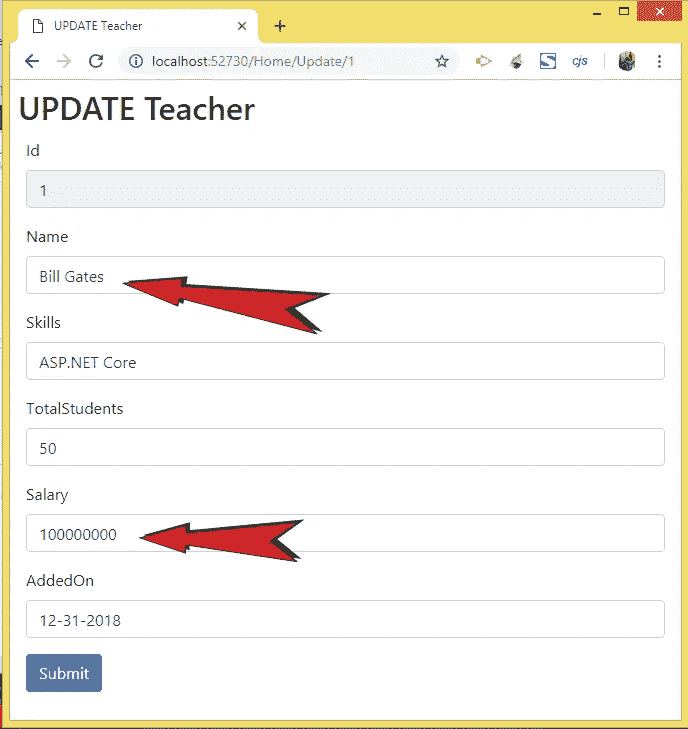 UPDATE Teacher
localhost:52730/Home/Update/1
cjs
UPDATE Teacher
Id
1
Name
Bill Gates
Skills
ASP.NET Core
TotalStudents
50
Salary
100000000
AddedOn
12-31-2018
Submit